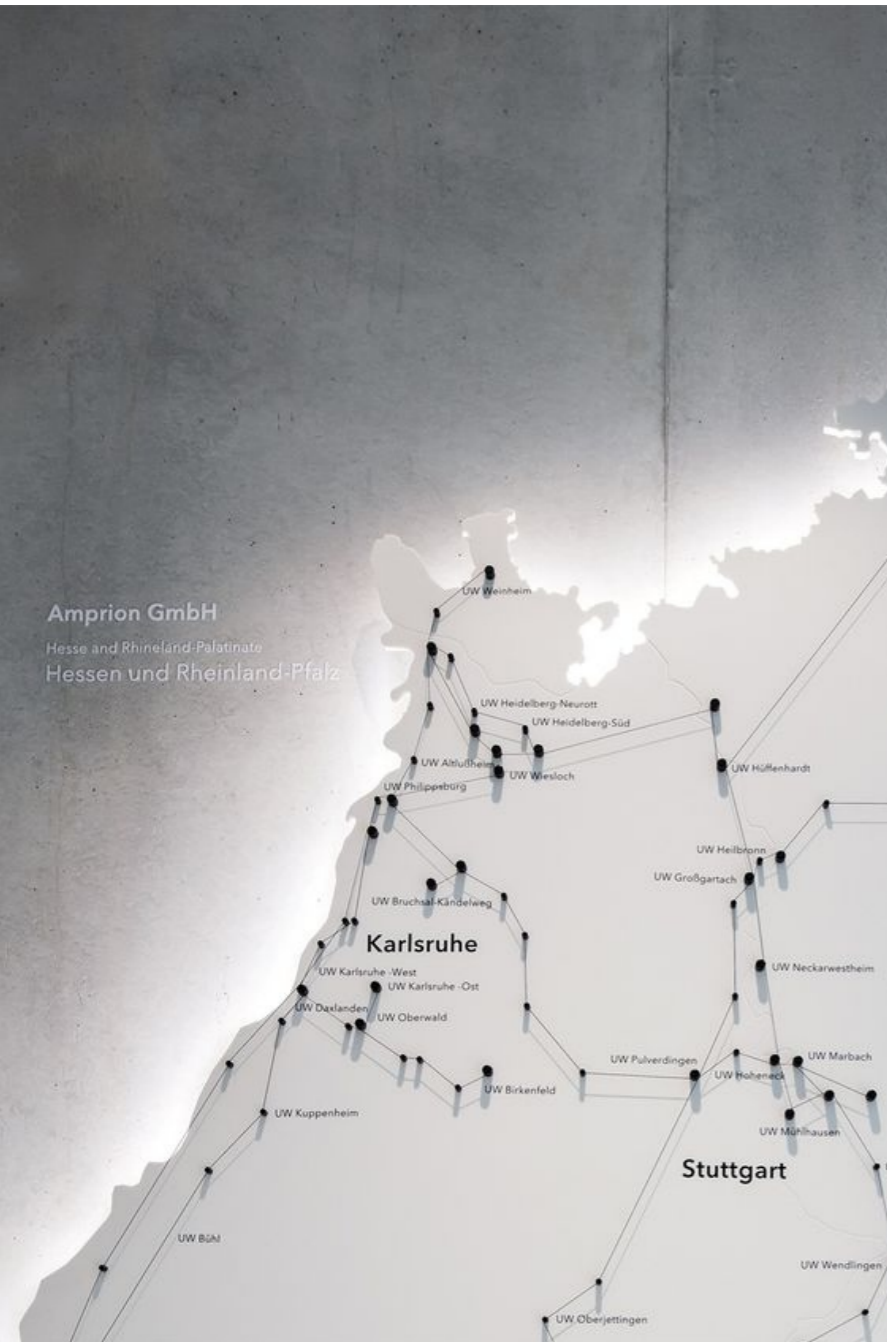 Amprion GmbH
Hesse and Rhineland-Palatinate
Hessen und Rheinland-Pfalz
UW Weinheim
UW Heidelberg-Neurott
UW Heidelberg-Süd
UW Altlußheim
UW Wiesloch
UW Hüffenhardt
UW Philippsburg
UW Heilbronn
UW Großgartach
UW Bruchsal-Kändelweg
Karlsruhe
UW Neckarwestheim
UW Karlsruhe -West
UW Karlsruhe -Ost
UW Daxlanden
UW Oberwald
UW Pulverdingen
UW Marbach
UW Hoheneck
UW Birkenfeld
UW Kuppenheim
UW Mühlhausen
Stuttgart
UW Bühl
UW Wendlingen
UW Oberjettingen